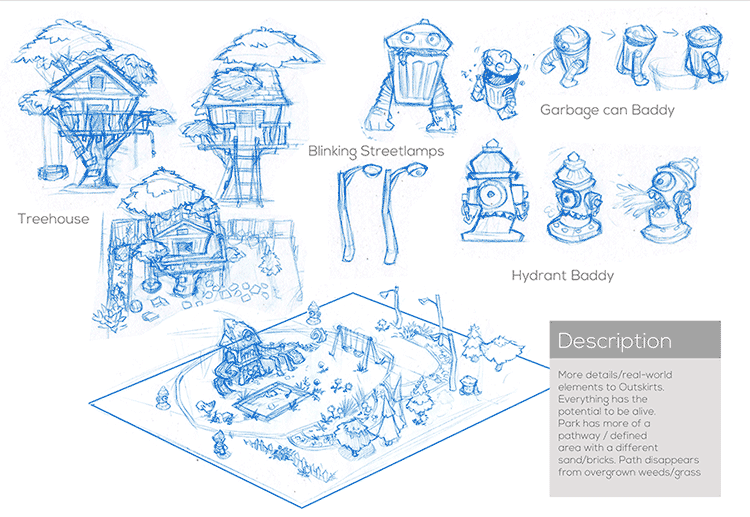 Garbage can Baddy
Blinking Streetlamps
Treehouse
Hydrant Baddy
Description
More details/real-world
elements to Outskirts.
Everything has the
potential to be alive.
Park has more of a
pathway / defined
area with a different
sand/bricks. Path disappears
from overgrown weeds/grass